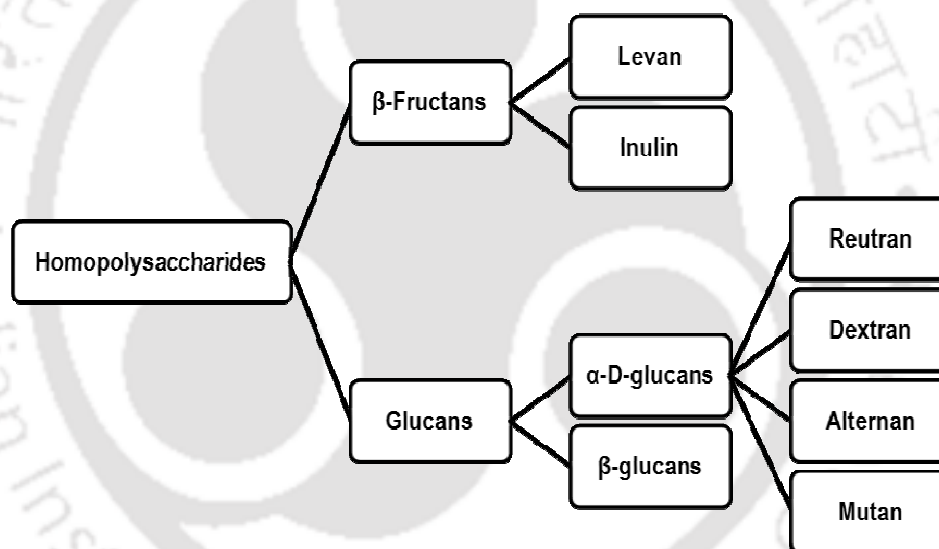 Homopolysaccharides
β-Fructans
Levan
Inulin
Glucans
α-D-glucans
β-glucans
Reutran
Dextran
Alternan
Mutan